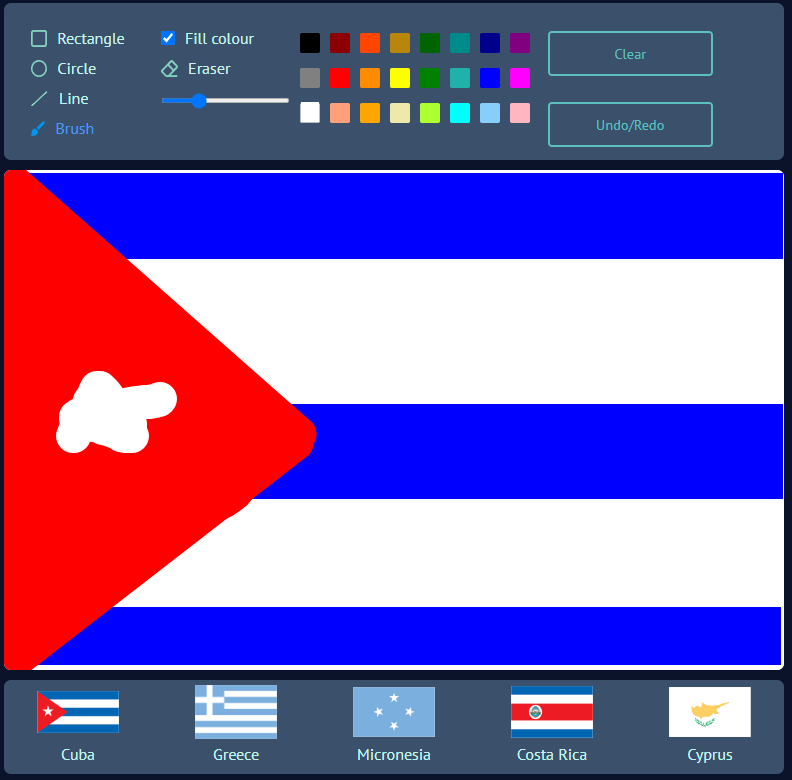 Rectangle
Fill colour
Circle
Eraser
Line
Brush
Clear
Undo/Redo
Cuba
Greece
Micronesia
Costa Rica
Cyprus